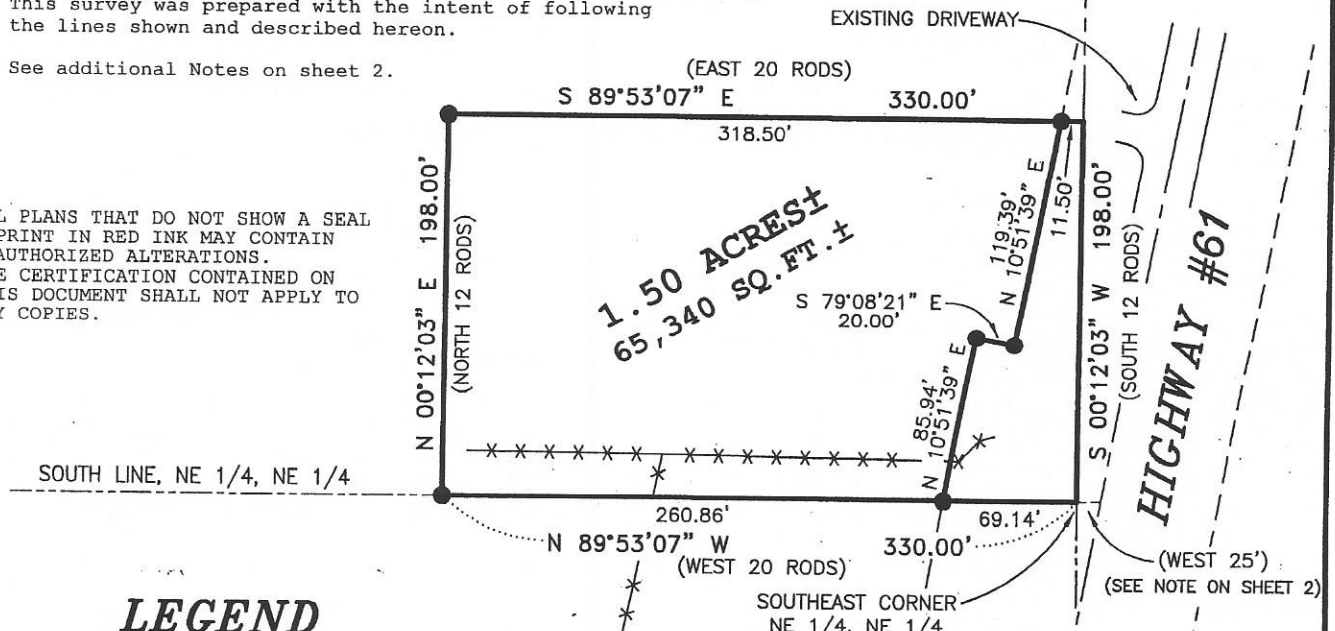 This survey was prepared with the intent of following
the lines shown and described hereon.
See additional Notes on sheet 2.
EXISTING DRIVEWAY
(EAST 20 RODS)
S 89°53'07" E 330.00'
318.50'
N 00°12'03" E 198.00'
(NORTH 12 RODS)
PLANS THAT DO NOT SHOW A SEAL
PRINT IN RED INK MAY CONTAIN
AUTHORIZED ALTERATIONS.
CERTIFICATION CONTAINED ON
DOCUMENT SHALL NOT APPLY TO
COPIES.
1.50 ACRES±
65,340 SQ.FT.±
119.39'
N 10°51'39" E
11.50'
S 79°08'21" E
20.00'
85.94'
N 10°51'39" E
S 00°12'03" W 198.00'
(SOUTH 12 RODS)
HIGHWAY #61
SOUTH LINE, NE 1/4, NE 1/4
260.86'
69.14'
N 89°53'07" W 330.00'
(WEST 20 RODS)
(WEST 25')
(SEE NOTE ON SHEET 2)
SOUTHEAST CORNER
NE 1/4, NE 1/4
LEGEND